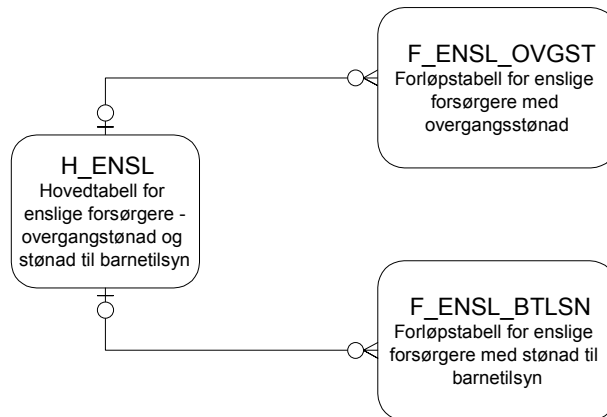 F_ENSL_OVGST
Forløpstabell for enslige
forsørgere med
overgangsstønad
H_ENSL
Hovedtabell for
enslige forsørgere -
overgangstønad og
stønad til barnetilsyn
F_ENSL_BTLSN
Forløpstabell for enslige
forsørgere med stønad til
barnetilsyn